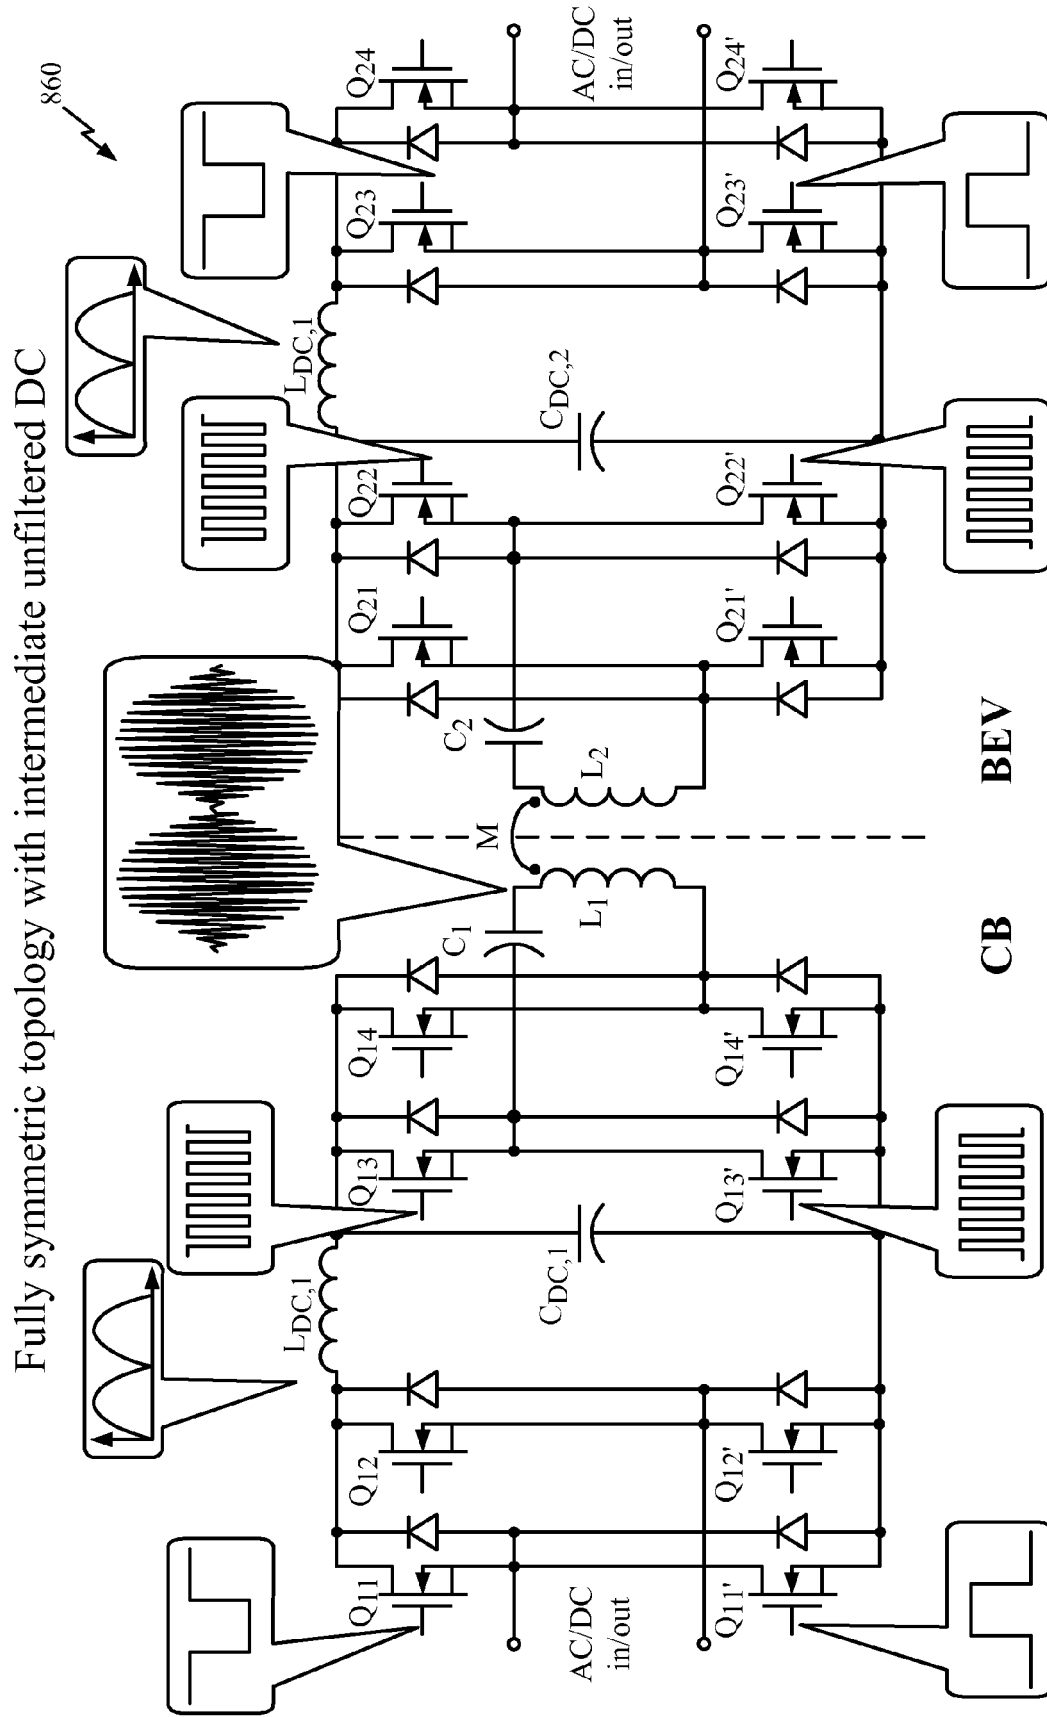 Fully symmetric topology with intermediate unfiltered DC
860
Q11
Q12
LDC,1
Q13
Q14
M
Q21
Q22
LDC,1
Q23
Q24
AC/DC
in/out
CDC,1
C1
L1
L2
C2
CDC,2
AC/DC
in/out
Q11'
Q12'
Q13'
Q14'
Q21'
Q22'
Q23'
Q24'
CB
BEV